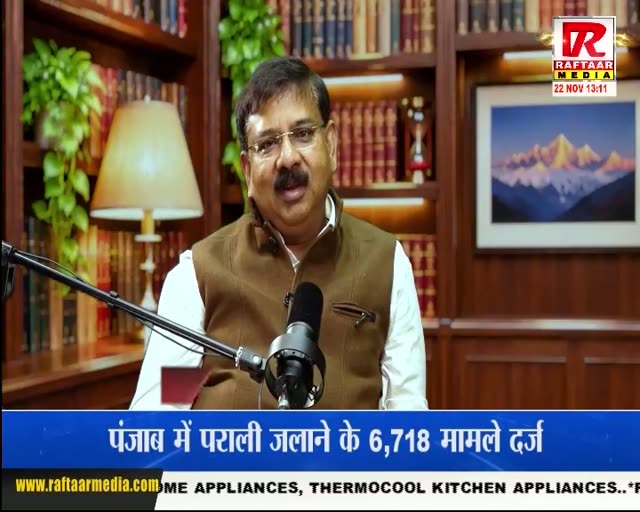 RAFTAAR
MEDIA
22 NOV 13:11
पंजाब में पराली जलाने के 6,718 मामले दर्ज
www.raftaarmedia.com
APPLIANCES, THERMOCOOL KITCHEN APPLIANCES..*